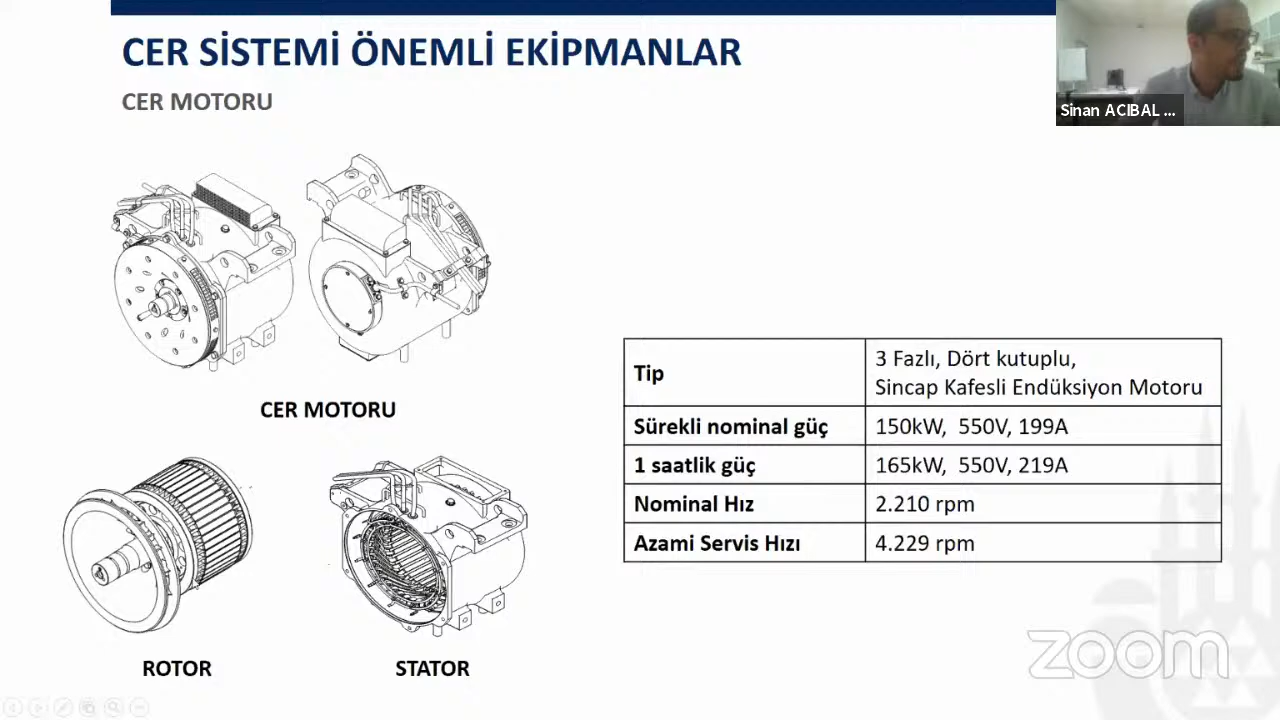 CER SİSTEMİ ÖNEMLİ EKİPMANLAR
CER MOTORU
Sinan ACIBAL ...
CER MOTORU
ROTOR
STATOR
Tip
3 Fazlı, Dört kutuplu,
Sincap Kafesli Endüksiyon Motoru
Sürekli nominal güç
150kW, 550V, 199A
1 saatlik güç
165kW, 550V, 219A
Nominal Hız
2.210 rpm
Azami Servis Hızı
4.229 rpm
zoom